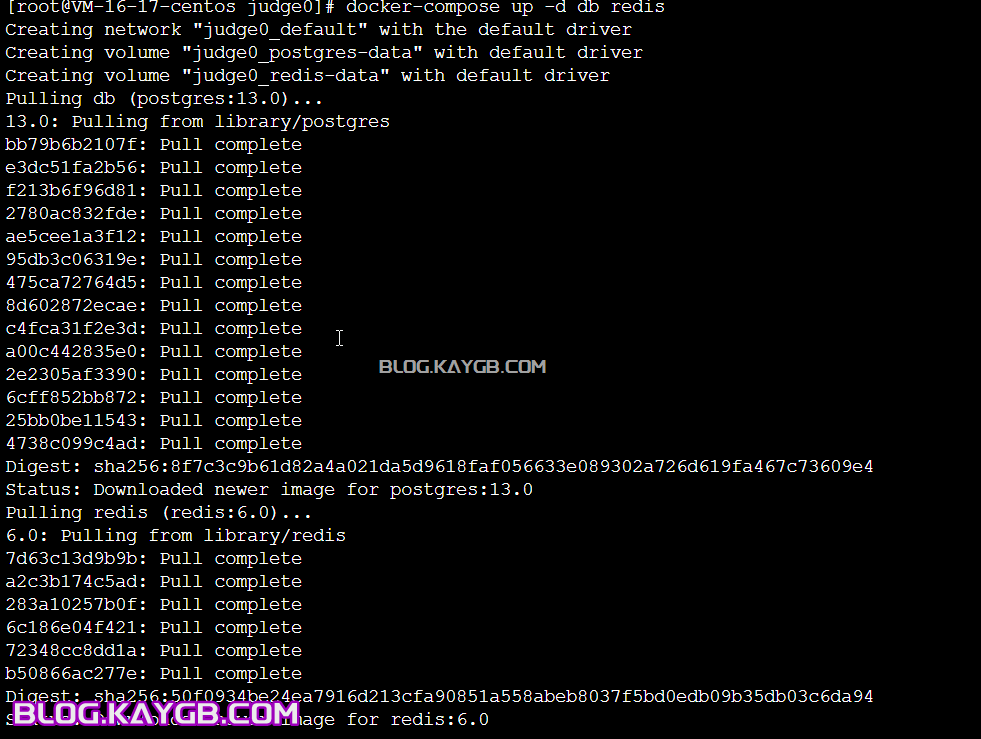 [root@VM-16-17-centos judge0]# docker-compose up -d db redis
Creating network "judge0_default" with the default driver
Creating volume "judge0_postgres-data" with default driver
Creating volume "judge0_redis-data" with default driver
Pulling db (postgres:13.0)...
13.0: Pulling from library/postgres
bb79b6b2107f: Pull complete
e3dc51fa2b56: Pull complete
f213b6f96d81: Pull complete
2780ac832fde: Pull complete
ae5cee1a3f12: Pull complete
95db3c06319e: Pull complete
475ca72764d5: Pull complete
8d602872ecae: Pull complete
c4fca31f2e3d: Pull complete
a00c442835e0: Pull complete
BLOG.KAYGB.COM
2e2305af3390: Pull complete
6cff852bb872: Pull complete
25bb0be11543: Pull complete
4738c099c4ad: Pull complete
Digest: sha256:8f7c3c9b61d82a4a021da5d9618faf056633e089302a726d619fa467c73609e4
Status: Downloaded newer image for postgres:13.0
Pulling redis (redis:6.0)...
6.0: Pulling from library/redis
7d63c13d9b9b: Pull complete
a2c3b174c5ad: Pull complete
283a10257b0f: Pull complete
6c186e04f421: Pull complete
72348cc8dd1a: Pull complete
b50866ac277e: Pull complete
Digest: sha256:50f0934be24ea7916d213cfa90851a558abeb8037f5bd0edb09b35db03c6da94
BLOG.KAYGB.COM
for redis:6.0